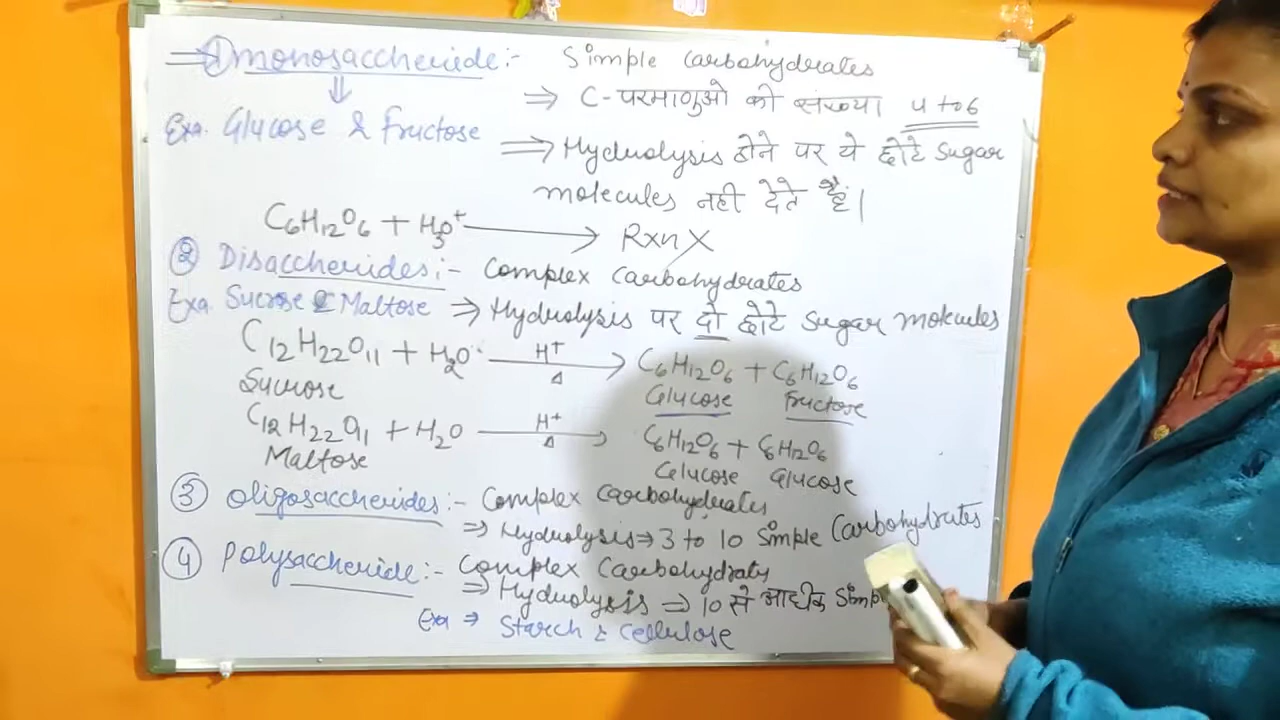 ⇒ ① monosaccheride :- Simple carbohydrates
⇒ C-परमाणुओ की संख्या 4 to 6
Exa. Glucose & Fructose
⇒ Hydrolysis होने पर ये छोटे sugar
molecules नही देते है।
C₆H₁₂O₆ + H₃O⁺ → Rxn X
② Disaccherides :- Complex Carbohydrates
Exa. Sucrose & Maltose ⇒ Hydrolysis पर दो छोटे sugar molecules
C₁₂H₂₂O₁₁ + H₂O —H⁺/Δ→ C₆H₁₂O₆ + C₆H₁₂O₆
Sucrose Glucose Fructose
C₁₂H₂₂O₁₁ + H₂O —H⁺/Δ→ C₆H₁₂O₆ + C₆H₁₂O₆
Maltose Glucose Glucose
③ Oligosaccherides :- Complex Carbohydrates
⇒ Hydrolysis ⇒ 3 to 10 Simple Carbohydrates
④ Polysaccheride :- Complex Carbohydraty
⇒ Hydrolysis ⇒ 10 से आधीक
Exa ⇒ Starch & Cellulose